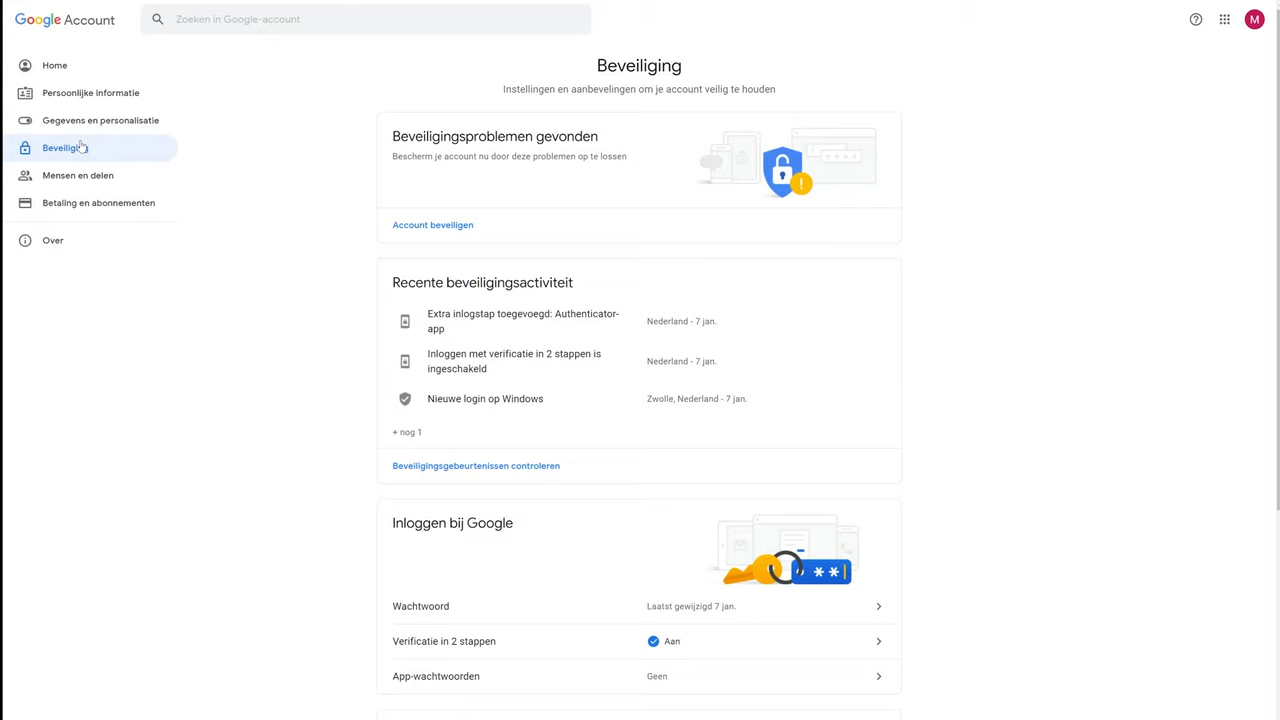 Google Account
Zoeken in Google-account
M
Home
Persoonlijke informatie
Gegevens en personalisatie
Beveiliging
Mensen en delen
Betaling en abonnementen
Over
Beveiliging
Instellingen en aanbevelingen om je account veilig te houden
Beveiligingsproblemen gevonden
Bescherm je account nu door deze problemen op te lossen
Account beveiligen
Recente beveiligingsactiviteit
Extra inlogstap toegevoegd: Authenticator-
app
Nederland - 7 jan.
Inloggen met verificatie in 2 stappen is
ingeschakeld
Nederland - 7 jan.
Nieuwe login op Windows
Zwolle, Nederland - 7 jan.
+ nog 1
Beveiligingsgebeurtenissen controleren
Inloggen bij Google
Wachtwoord
Laatst gewijzigd 7 jan.
Verificatie in 2 stappen
Aan
App-wachtwoorden
Geen